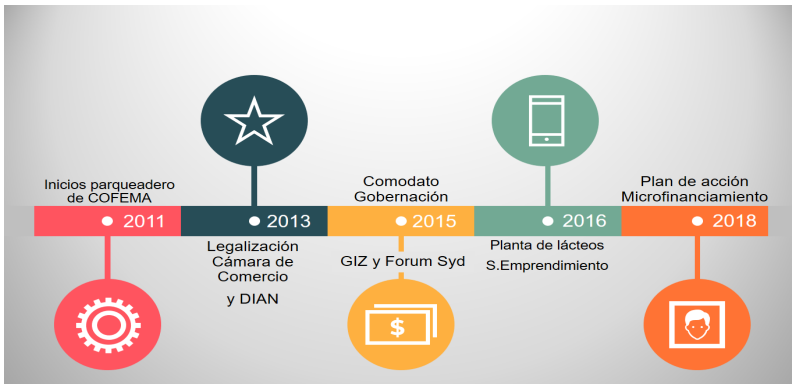 Inicios parqueadero
de COFEMA
2011
2013
Legalización
Cámara de
Comercio
y DIAN
Comodato
Gobernación
2015
GIZ y Forum Syd
$
2016
Planta de lácteos
S.Emprendimiento
Plan de acción
Microfinanciamiento
2018